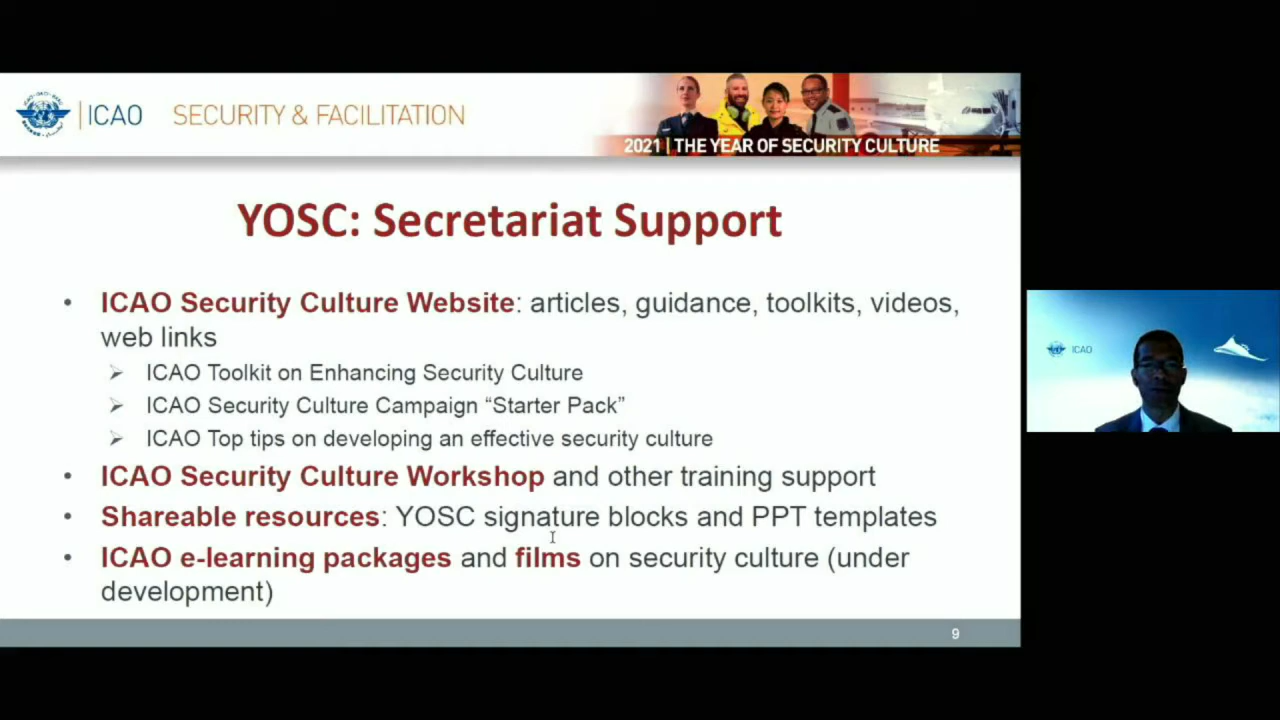 ICAO SECURITY & FACILITATION
2021 | THE YEAR OF SECURITY CULTURE
YOSC: Secretariat Support
• ICAO Security Culture Website: articles, guidance, toolkits, videos,
web links
➢ ICAO Toolkit on Enhancing Security Culture
➢ ICAO Security Culture Campaign “Starter Pack”
➢ ICAO Top tips on developing an effective security culture
• ICAO Security Culture Workshop and other training support
• Shareable resources: YOSC signature blocks and PPT templates
• ICAO e-learning packages and films on security culture (under
development)
9
ICAO